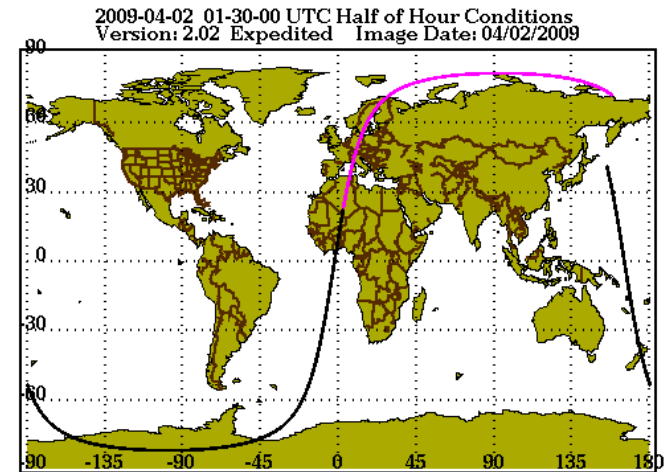 2009-04-02 01-30-00 UTC Half of Hour Conditions
Version: 2.02 Expedited Image Date: 04/02/2009
90
60
30
0
-30
-60
-90 -135 -90 -45 0 45 90 135 180